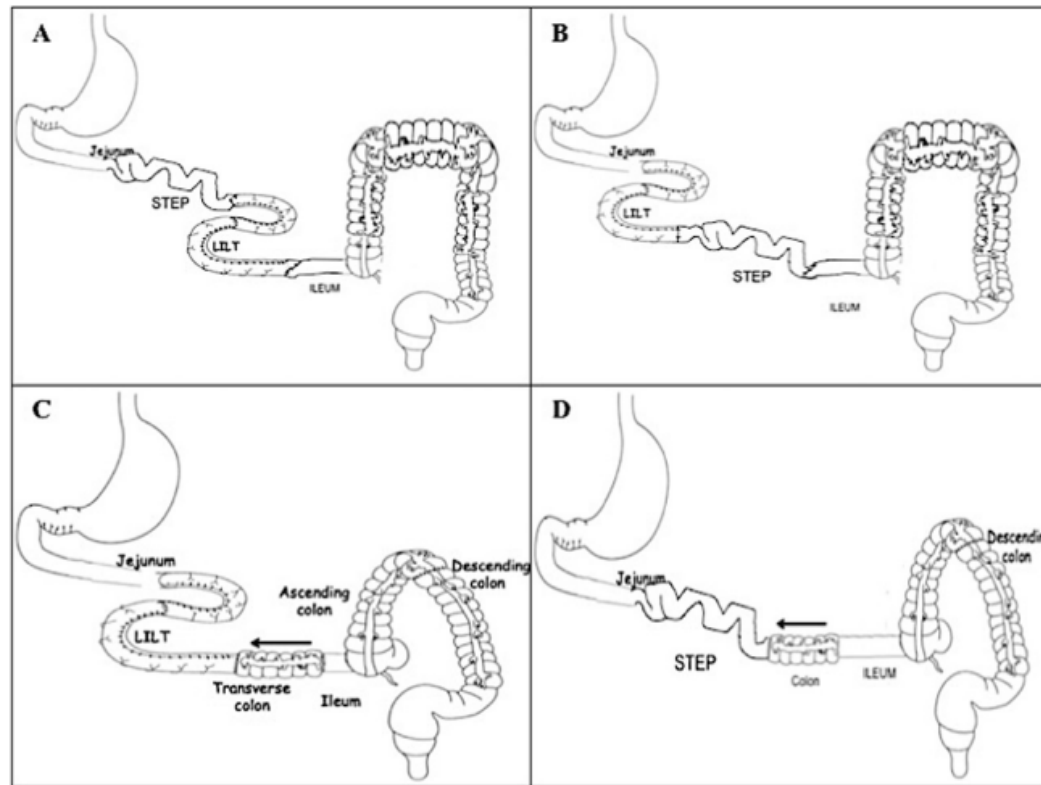 A
Jejunum
STEP
LILT
ILEUM
B
Jejunum
LILT
STEP
ILEUM
C
Jejunum
Ascending
colon
Descending
colon
LILT
Transverse
colon
Ileum
D
Jejunum
Descendin
colon
STEP
Colon
ILEUM